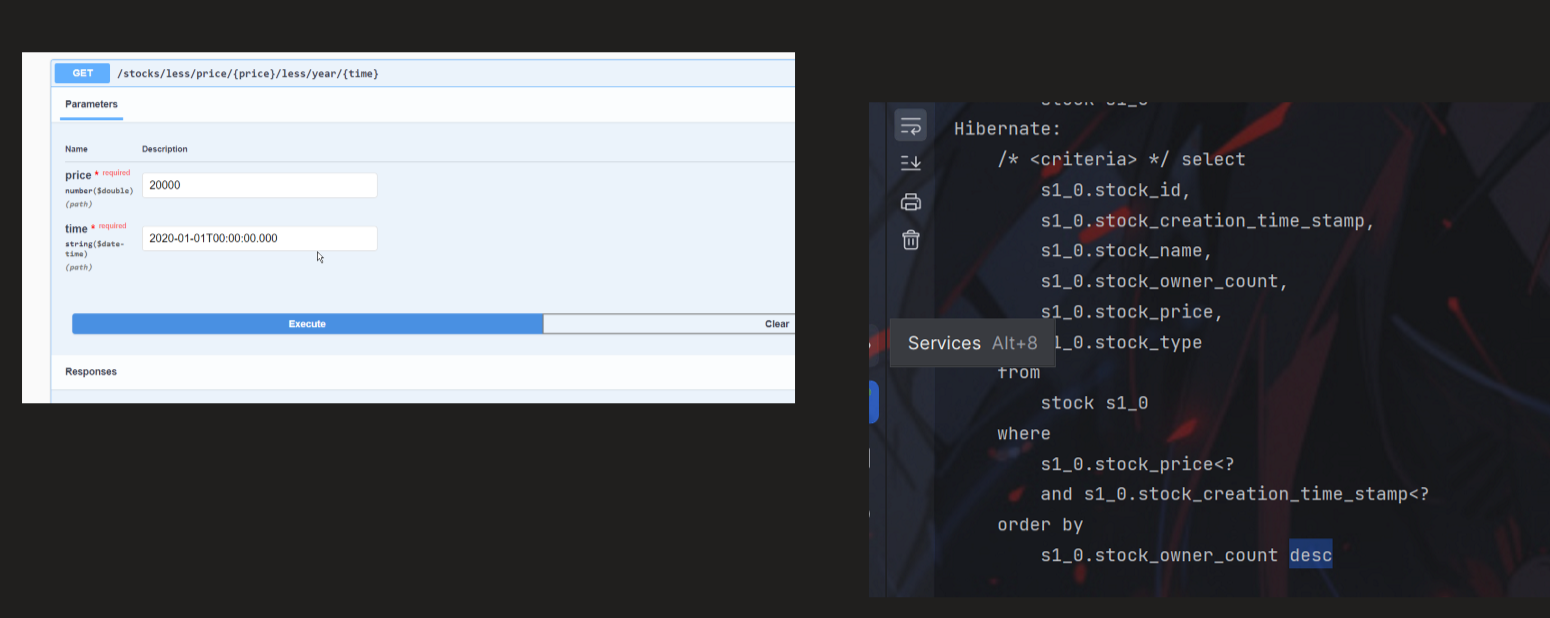 GET /stocks/less/price/{price}/less/year/{time}
Parameters
Name Description
price * required
number($double)
(path)
20000
time * required
string($date-
time)
(path)
2020-01-01T00:00:00.000
Execute Clear
Responses
stock s1_0
Hibernate:
/* <criteria> */ select
s1_0.stock_id,
s1_0.stock_creation_time_stamp,
s1_0.stock_name,
s1_0.stock_owner_count,
s1_0.stock_price,
Services Alt+8
1_0.stock_type
from
stock s1_0
where
s1_0.stock_price<?
and s1_0.stock_creation_time_stamp<?
order by
s1_0.stock_owner_count desc